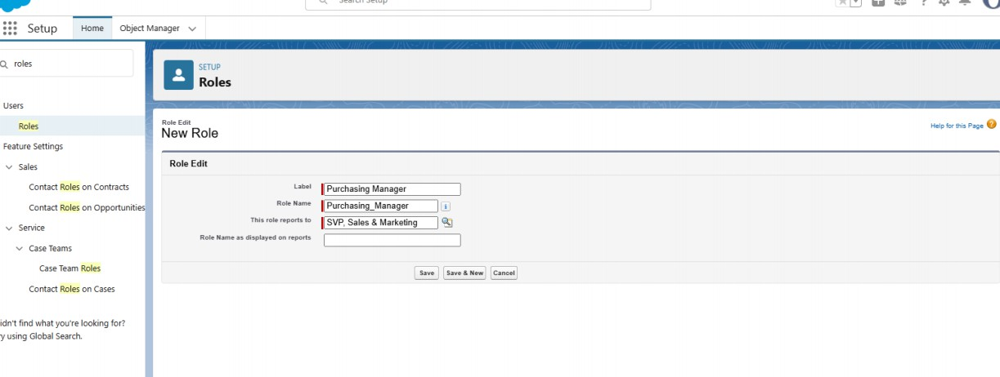 Search Setup
Setup
Home
Object Manager
roles
Users
Roles
Feature Settings
Sales
Contact Roles on Contracts
Contact Roles on Opportunities
Service
Case Teams
Case Team Roles
Contact Roles on Cases
idn't find what you're looking for?
ry using Global Search.
SETUP
Roles
Role Edit
New Role
Help for this Page
Role Edit
Label
Purchasing Manager
Role Name
Purchasing_Manager
This role reports to
SVP, Sales & Marketing
Role Name as displayed on reports
Save
Save & New
Cancel